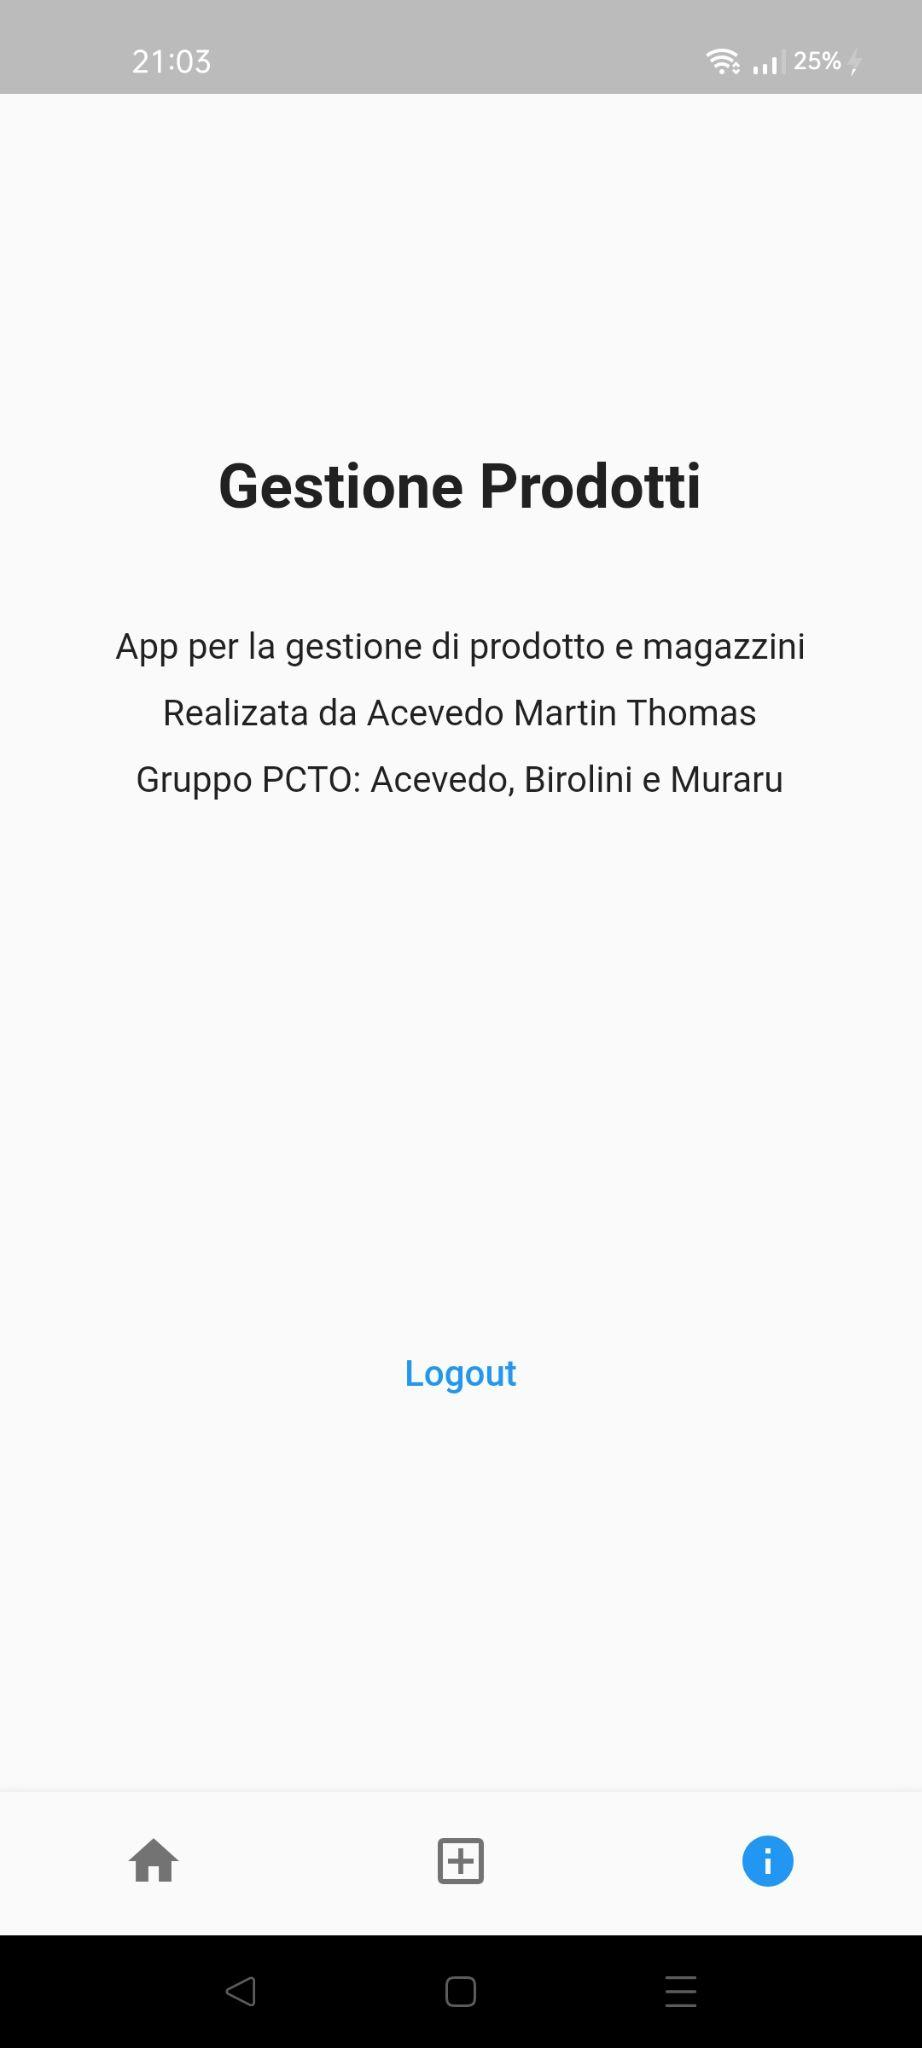 21:03
25%
Gestione Prodotti
App per la gestione di prodotto e magazzini
Realizata da Acevedo Martin Thomas
Gruppo PCTO: Acevedo, Birolini e Muraru
Logout